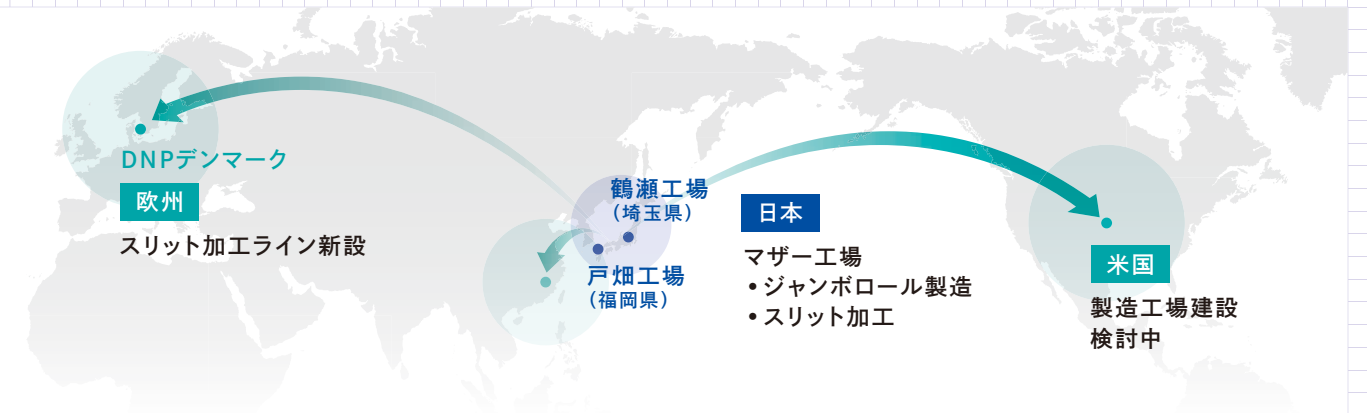 DNPデンマーク
欧州
スリット加工ライン新設
鶴瀬工場
（埼玉県）
戸畑工場
（福岡県）
日本
マザー工場
•ジャンボロール製造
•スリット加工
米国
製造工場建設
検討中